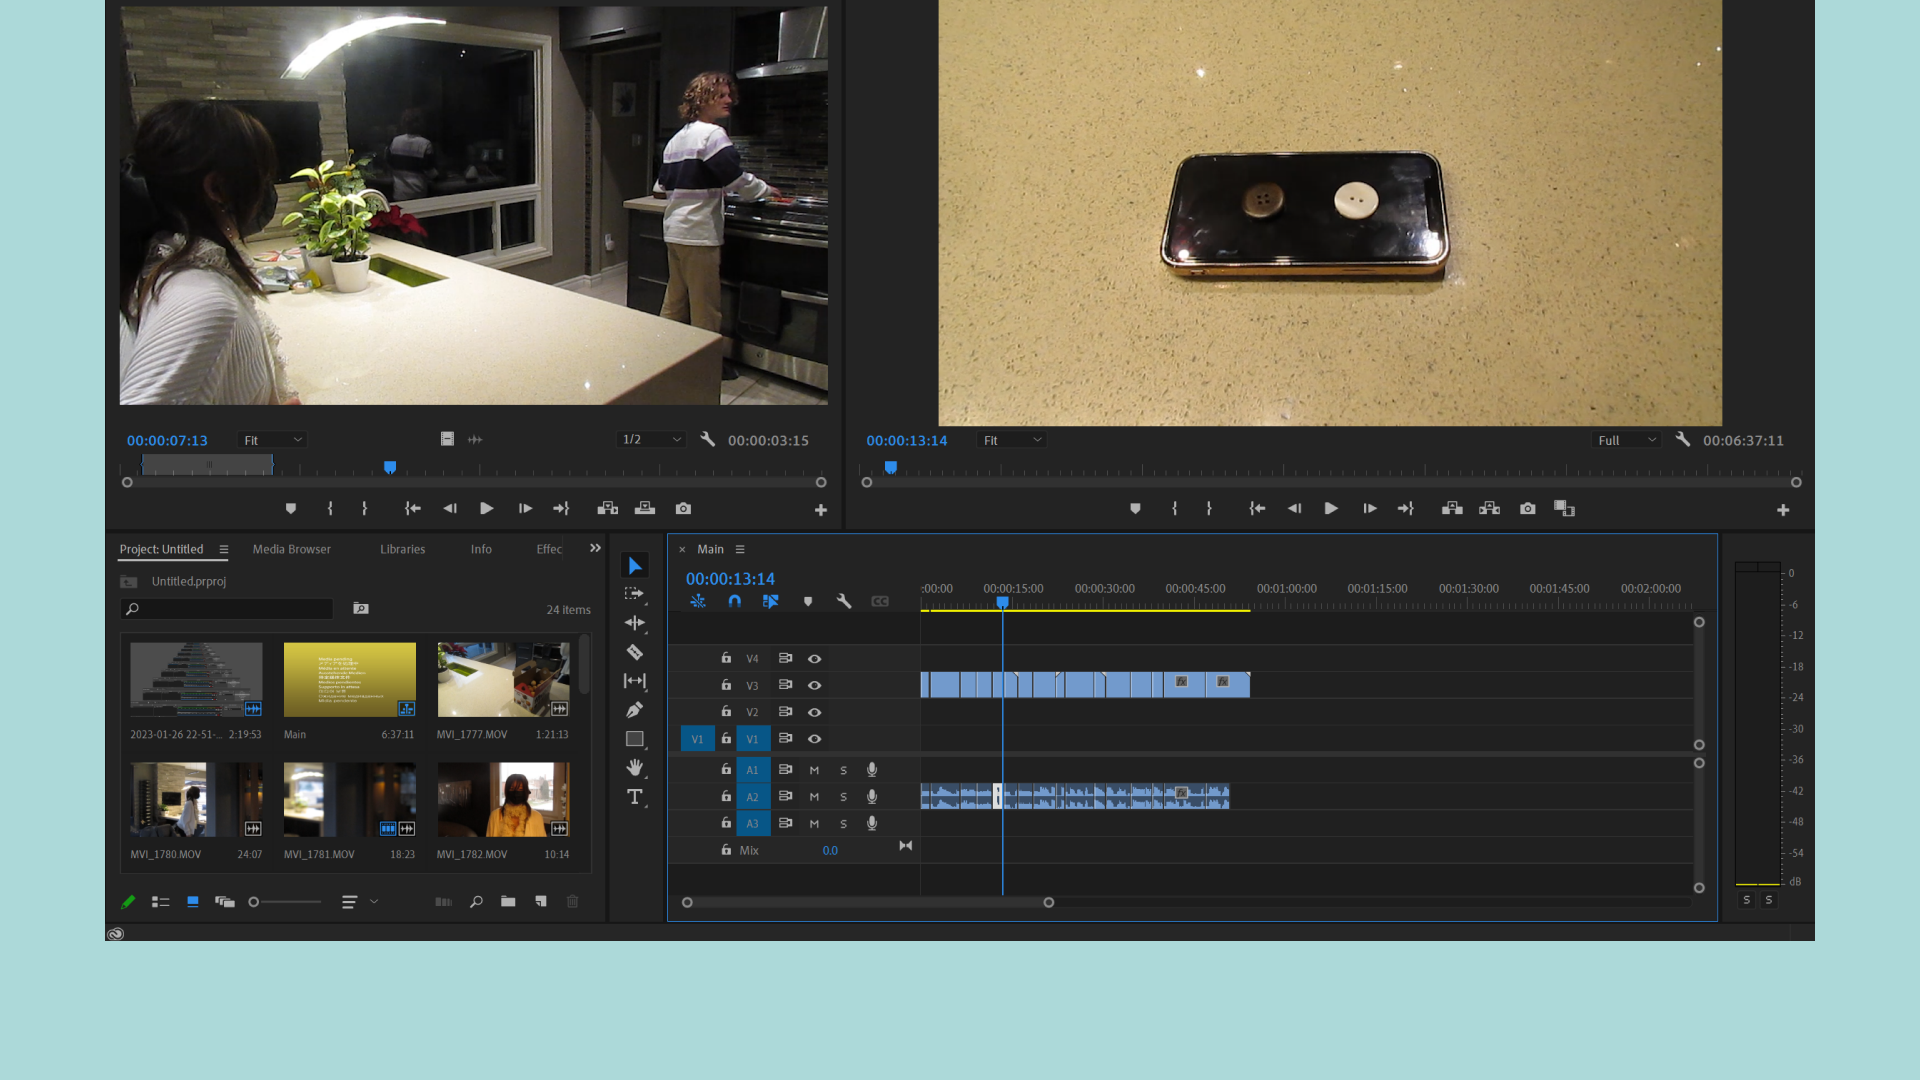 00:00:07:13 Fit 1/2 00:00:03:15
00:00:13:14 Fit Full 00:06:37:11
Project: Untitled Media Browser Libraries Info Effec
Untitled.prproj
24 items
2023-01-26 22-51-... 2:19:53
Main 6:37:11
MVI_1777.MOV 1:21:13
MVI_1780.MOV 24:07
MVI_1781.MOV 18:23
MVI_1782.MOV 10:14
T
× Main
00:00:13:14
:00:00 00:00:15:00 00:00:30:00 00:00:45:00 00:01:00:00 00:01:15:00 00:01:30:00 00:01:45:00 00:02:00:00
V4
V3 fx fx
V2
V1 V1
A1 M S
A2 M S fx
A3 M S
Mix 0.0
0
-6
-12
-18
-24
-30
-36
-42
-48
-54
dB
S S